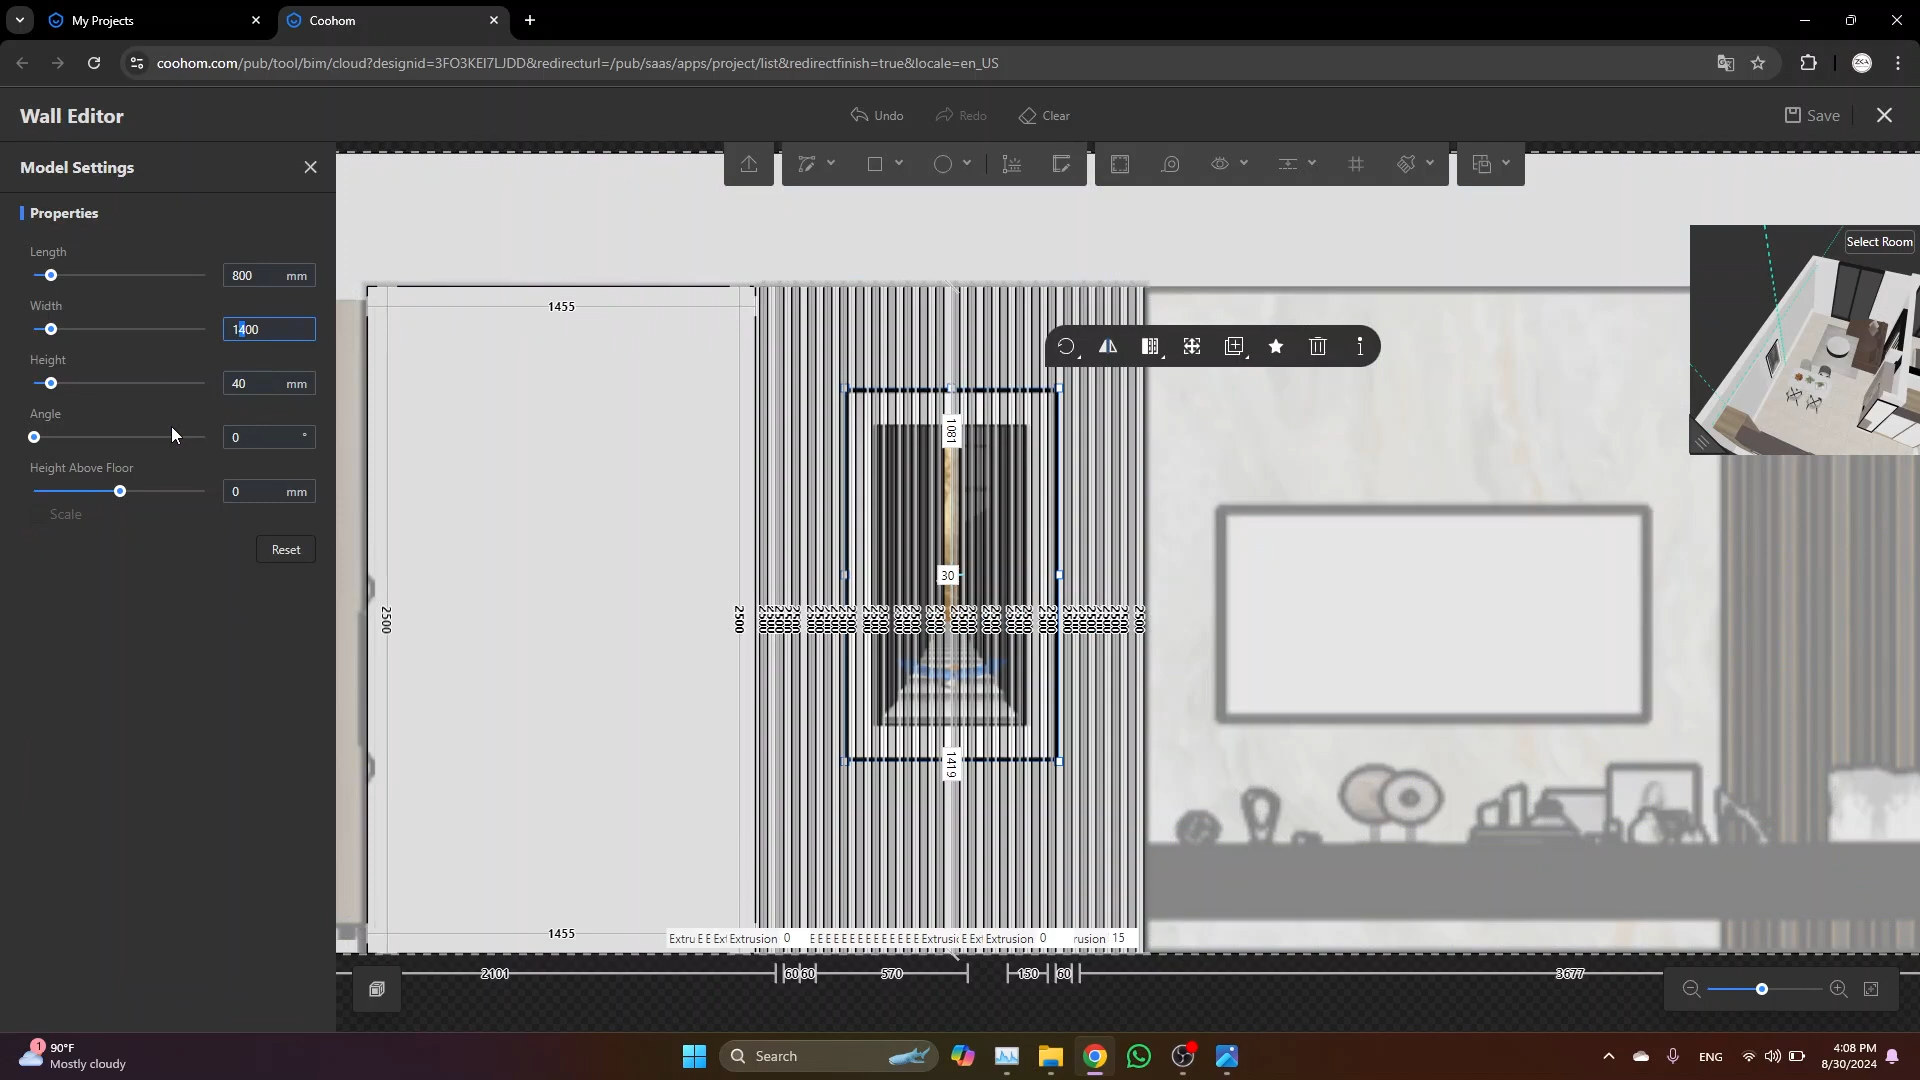 My Projects
Coohom
coohom.com/pub/tool/bim/cloud?designid=3FO3KEI7LJDD&redirecturl=/pub/saas/apps/project/list&redirectfinish=true&locale=en_US
Wall Editor
Undo
Redo
Clear
Save
Model Settings
Properties
Length
800 mm
Width
1400
Height
40 mm
Angle
0 °
Height Above Floor
0 mm
Scale
Reset
Select Room
1455
1081
30
2500
2500
1419
1455
Extrusion 0
Extrusion 0
rusion 15
2101
60 60
570
150
60
3677
1
90°F
Mostly cloudy
Search
ENG
4:08 PM
8/30/2024